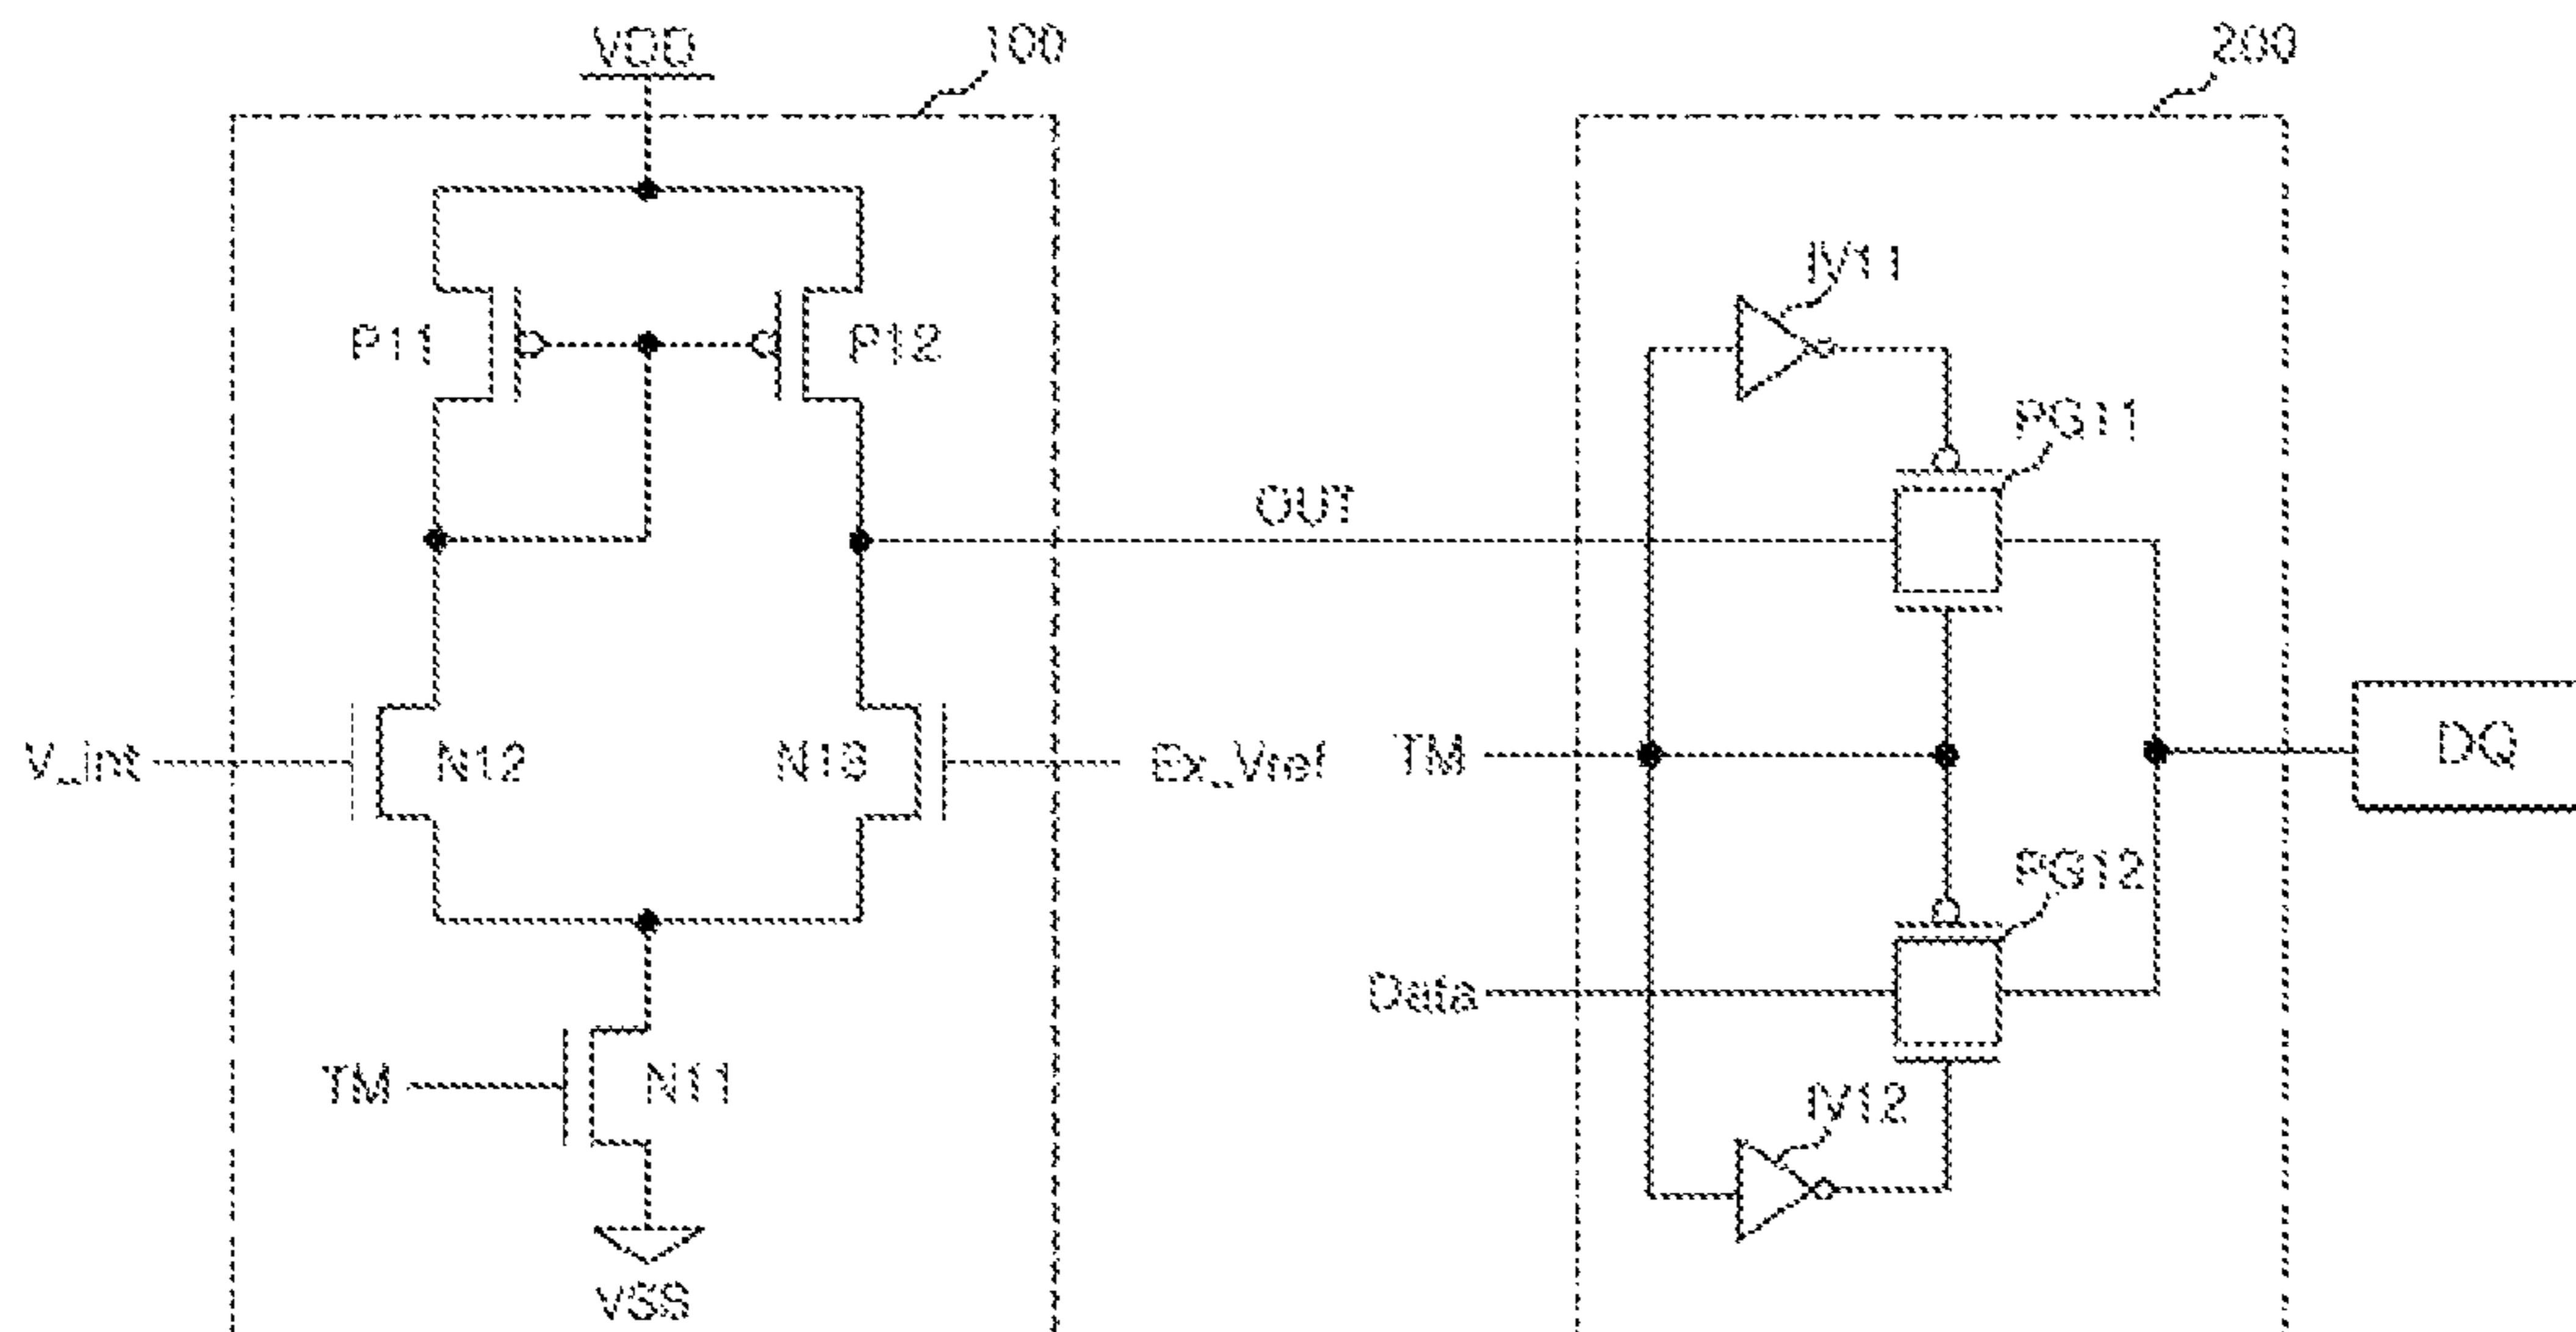 VDD
100
200
IV11
P11
P12
PG11
OUT
V_int
N12
N13
Ex_Vref
TM
DQ
PG12
Data
TM
N11
IV12
VSS